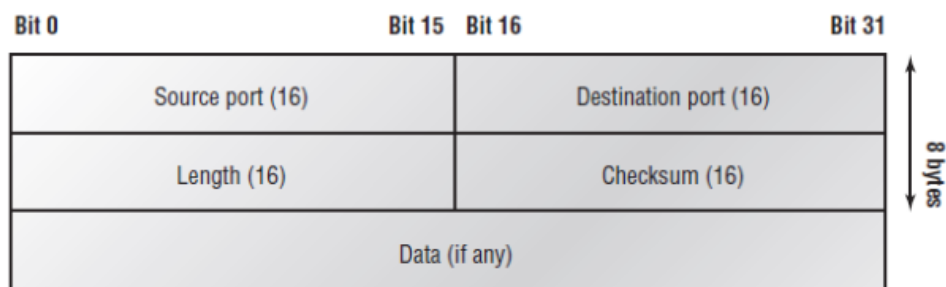 Bit 0 Bit 15 Bit 16 Bit 31
Source port (16) Destination port (16)
Length (16) Checksum (16)
8 bytes
Data (if any)